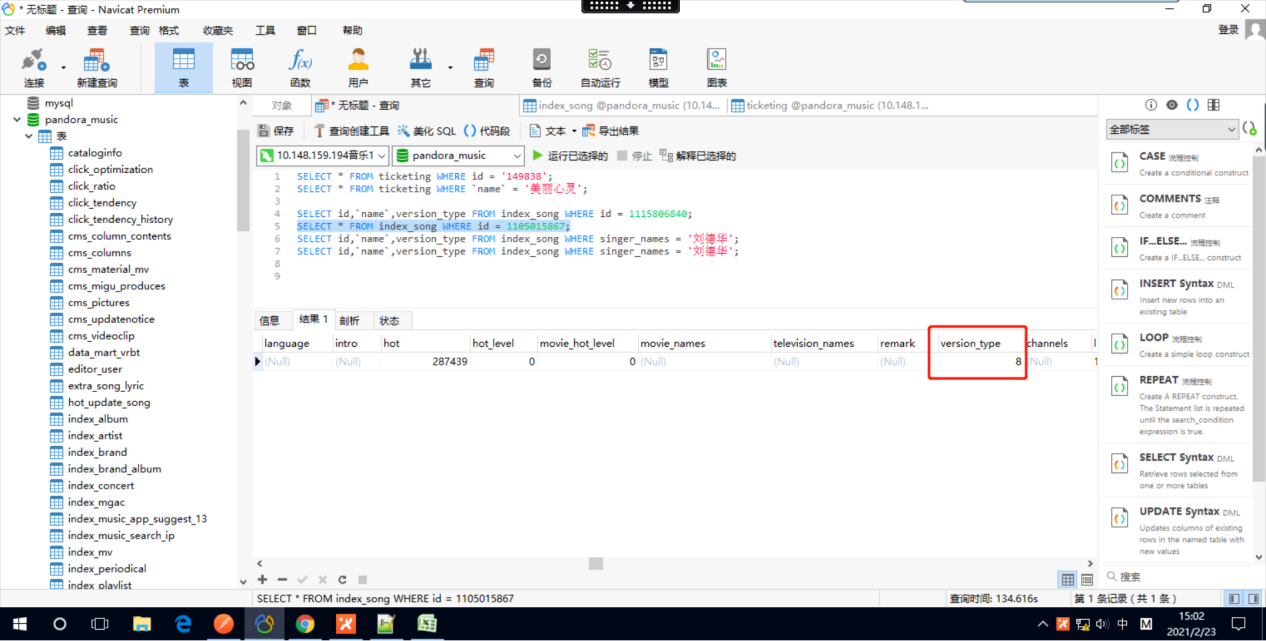 * 无标题 - 查询 - Navicat Premium
文件 编辑 查看 查询 格式 收藏夹 工具 窗口 帮助 登录
连接 新建查询 表 视图 函数 用户 其它 查询 备份 自动运行 模型 图表
f(x)
mysql
pandora_music
表
cataloginfo
click_optimization
click_ratio
click_tendency
click_tendency_history
cms_column_contents
cms_columns
cms_material_mv
cms_migu_produces
cms_pictures
cms_updatenotice
cms_videoclip
data_mart_vrbt
editor_user
extra_song_lyric
hot_update_song
index_album
index_artist
index_brand
index_brand_album
index_concert
index_mgac
index_music_app_suggest_13
index_music_search_ip
index_mv
index_periodical
index_playlist
对象 * 无标题 - 查询 index_song @pandora_music (10.14... ticketing @pandora_music (10.148.1...
保存 查询创建工具 美化 SQL () 代码段 文本 导出结果
10.148.159.194音乐1 pandora_music 运行已选择的 停止 解释已选择的
1 SELECT * FROM ticketing WHERE id = '149838';
2 SELECT * FROM ticketing WHERE `name` = '美丽心灵';
3
4 SELECT id,`name`,version_type FROM index_song WHERE id = 1115806840;
5 SELECT * FROM index_song WHERE id = 1105015867;
6 SELECT id,`name`,version_type FROM index_song WHERE singer_names = '刘德华';
7 SELECT id,`name`,version_type FROM index_song WHERE singer_names = '刘德华';
8
9
信息 结果 1 剖析 状态
language intro hot hot_level movie_hot_level movie_names television_names remark version_type channels
(Null) (Null) 287439 0 0 (Null) (Null) (Null) 8 (Null)
SELECT * FROM index_song WHERE id = 1105015867 查询时间: 134.616s 第 1 条记录 (共 1 条)
全部标签
CASE 流程控制
Create a conditional construct
COMMENTS 注释
Create a comment
IF...ELSE... 流程控制
Create a IF...ELSE... construct
INSERT Syntax DML
Insert new rows into an
existing table
LOOP 流程控制
Create a simple loop construct
REPEAT 流程控制
Create A REPEAT construct.
The Statement list is repeated
until the search_condition
expression is true.
SELECT Syntax DML
Retrieve rows selected from
one or more tables
UPDATE Syntax DML
Updates columns of existing
rows in the named table with
new values
搜索
中 M
15:02
2021/2/23